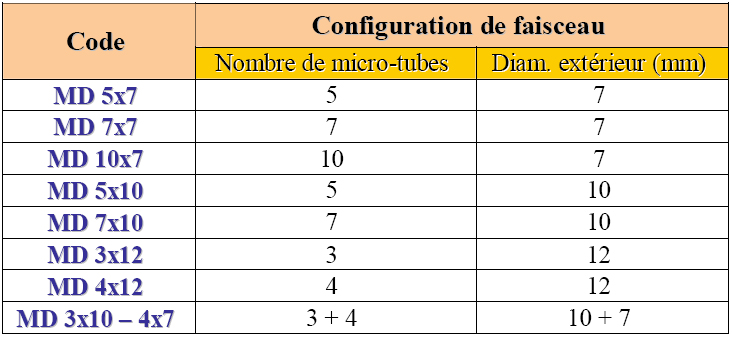 Code Configuration de faisceau
Nombre de micro-tubes Diam. extérieur (mm)
MD 5x7 5 7
MD 7x7 7 7
MD 10x7 10 7
MD 5x10 5 10
MD 7x10 7 10
MD 3x12 3 12
MD 4x12 4 12
MD 3x10 – 4x7 3 + 4 10 + 7